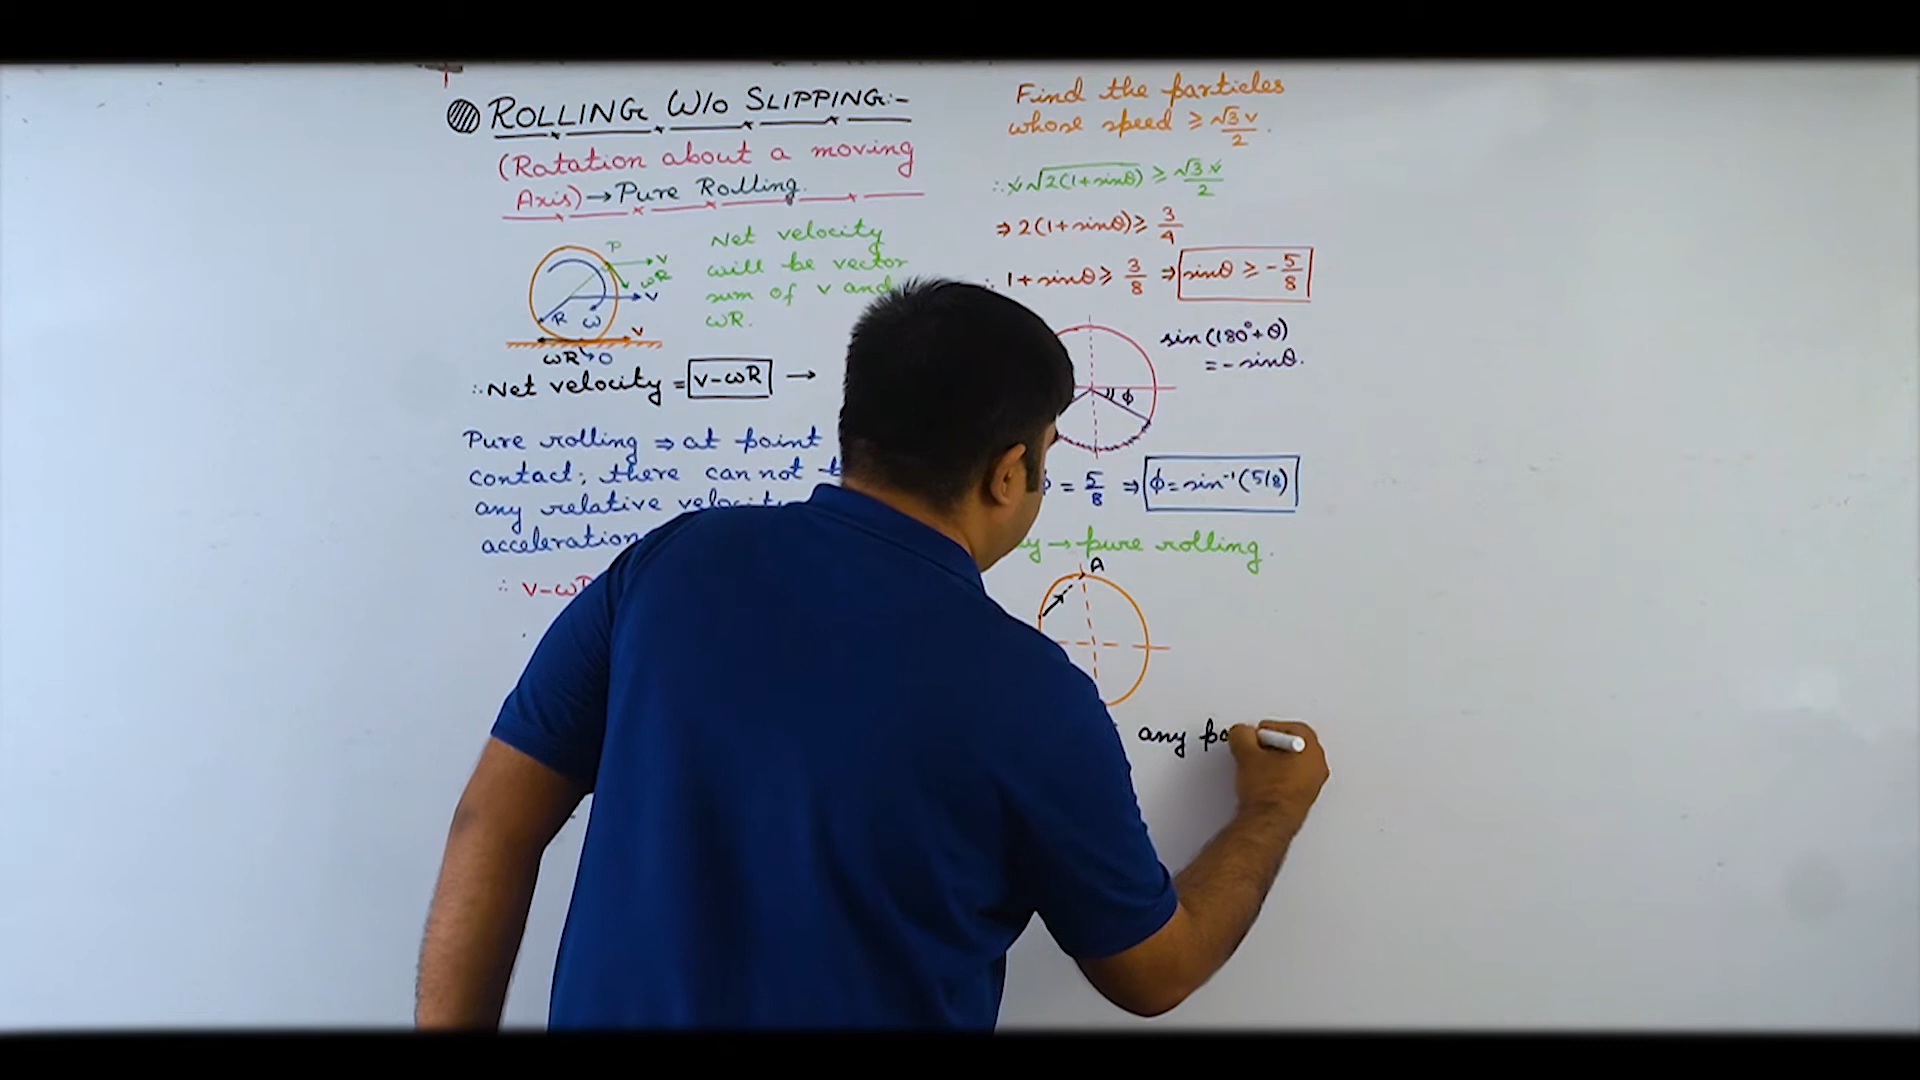 ROLLING W/o SLIPPING:-
(Rotation about a moving
Axis) → Pure Rolling.
P
v
ωR
v
R
ω
v
ωR
O
Net velocity
will be vector
sum of v and
ωR.
∴ Net velocity = v-ωR →
Pure rolling ⇒ at point
contact; there cannot
any relative velocity
acceleration
∴ v-ωR
Find the particles
whose speed ≥ √3 v/2.
∴ v√2(1+sinθ) ≥ √3 v/2
⇒ 2(1+sinθ) ≥ 3/4
∴ 1+sinθ ≥ 3/8 ⇒ sinθ ≥ -5/8
sin(180°+θ)
= -sinθ.
ϕ
= 5/8 ⇒ ϕ = sin⁻¹(5/8)
→ pure rolling.
A
any